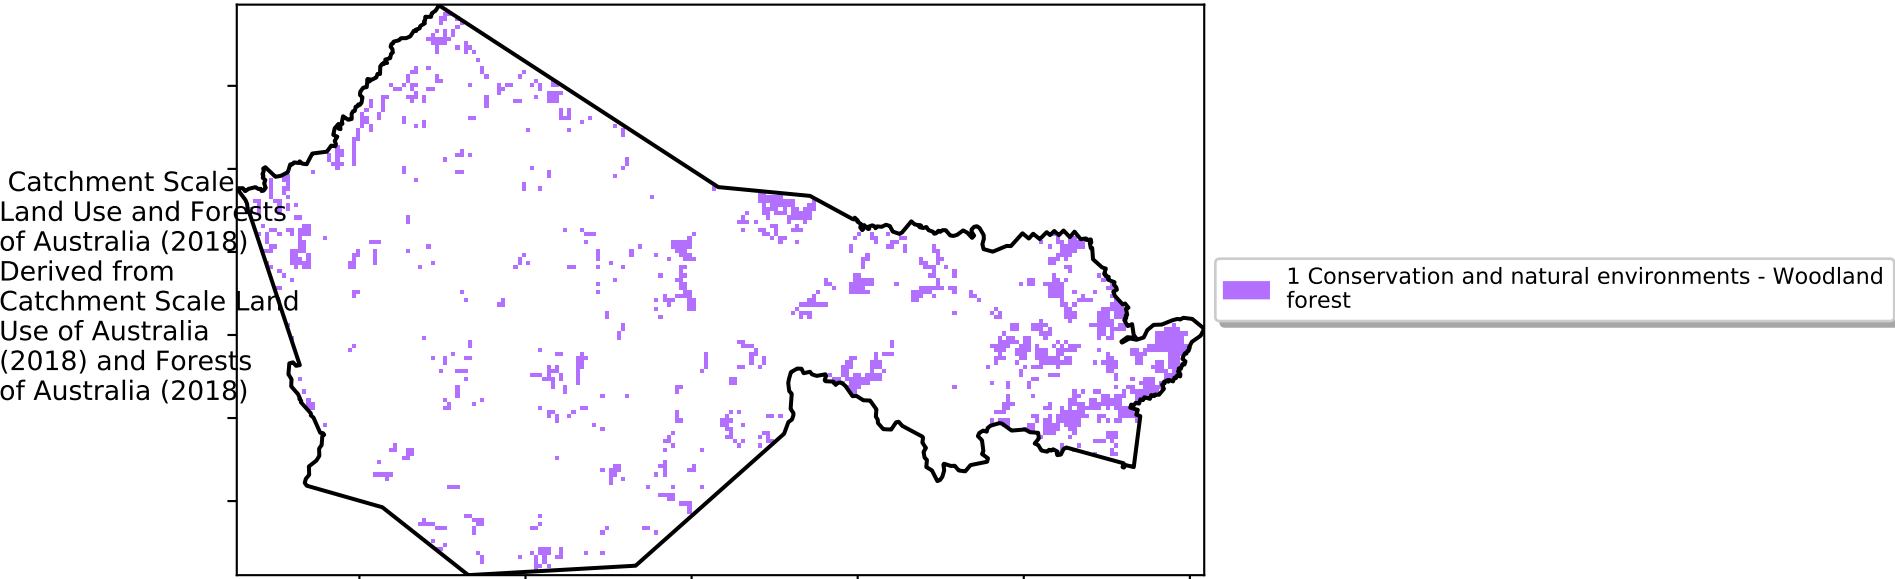 Catchment Scale
Land Use and Forests
of Australia (2018)
Derived from
Catchment Scale Land
Use of Australia
(2018) and Forests
of Australia (2018)
1 Conservation and natural environments - Woodland
forest